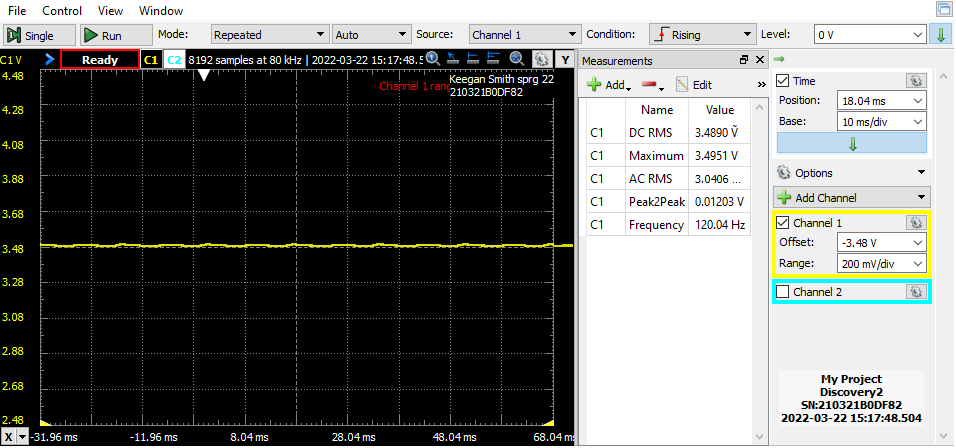 File Control View Window
Single Run Mode: Repeated Auto Source: Channel 1 Condition: Rising Level: 0 V
C1 V Ready C1 C2 8192 samples at 80 kHz | 2022-03-22 15:17:48.5 Y
Keegan Smith sprg 22
Channel 1 rang
210321B0DF82
4.48
4.28
4.08
3.88
3.68
3.48
3.28
3.08
2.88
2.68
2.48
X -31.96 ms -11.96 ms 8.04 ms 28.04 ms 48.04 ms 68.04 ms
Measurements
Add Edit »
Name Value
C1 DC RMS 3.4890 Ṽ
C1 Maximum 3.4951 V
C1 AC RMS 3.0406 ...
C1 Peak2Peak 0.01203 V
C1 Frequency 120.04 Hz
Time
Position: 18.04 ms
Base: 10 ms/div
Options
Add Channel
Channel 1
Offset: -3.48 V
Range: 200 mV/div
Channel 2
My Project
Discovery2
SN:210321B0DF82
2022-03-22 15:17:48.504